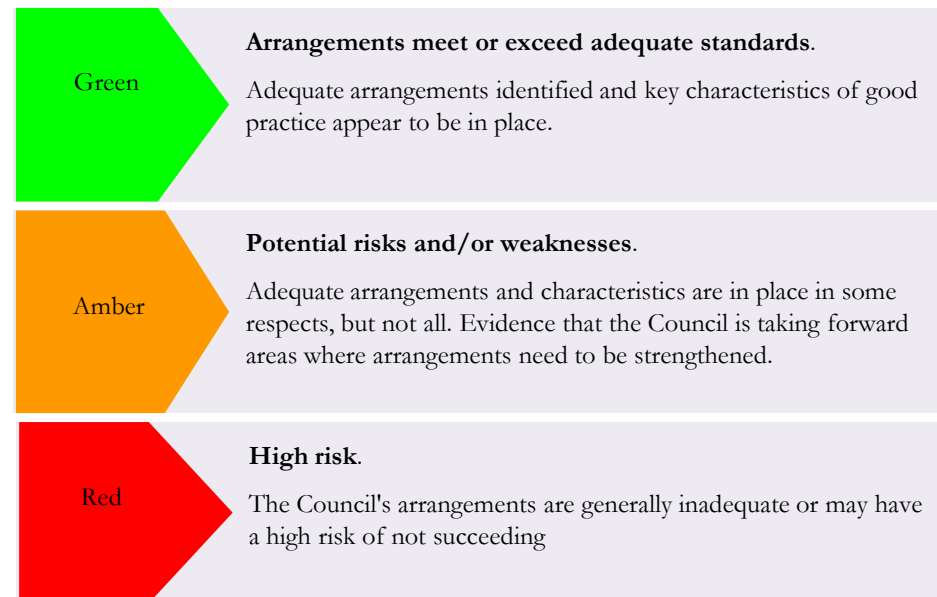 Green
Arrangements meet or exceed adequate standards.
Adequate arrangements identified and key characteristics of good
practice appear to be in place.
Amber
Potential risks and/or weaknesses.
Adequate arrangements and characteristics are in place in some
respects, but not all. Evidence that the Council is taking forward
areas where arrangements need to be strengthened.
Red
High risk.
The Council's arrangements are generally inadequate or may have
a high risk of not succeeding